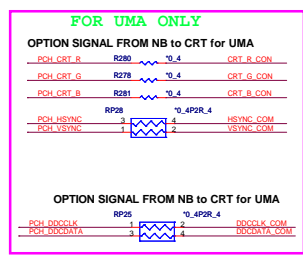 FOR UMA ONLY
OPTION SIGNAL FROM NB to CRT for UMA
PCH_CRT_R R280 *0_4 CRT_R_CON
PCH_CRT_G R278 *0_4 CRT_G_CON
PCH_CRT_B R281 *0_4 CRT_B_CON
RP28 *0_4P2R_4
PCH_HSYNC 3 4 HSYNC_COM
PCH_VSYNC 1 2 VSYNC_COM
OPTION SIGNAL FROM NB to CRT for UMA
RP25 *0_4P2R_4
PCH_DDCCLK 1 2 DDCCLK_COM
PCH_DDCDATA 3 4 DDCDATA_COM